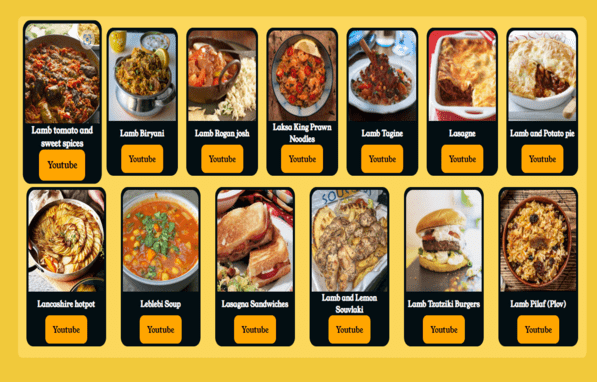 Lamb tomato and
sweet spices
Youtube
Lamb Biryani
Youtube
Lamb Rogan josh
Youtube
Laksa King Prawn
Noodles
Youtube
Lamb Tagine
Youtube
Lasagne
Youtube
Lamb and Potato pie
Youtube
Lancashire hotpot
Youtube
Leblebi Soup
Youtube
Lasagna Sandwiches
Youtube
Lamb and Lemon
Souvlaki
Youtube
Lamb Tzatziki Burgers
Youtube
Lamb Pilaf (Plov)
Youtube